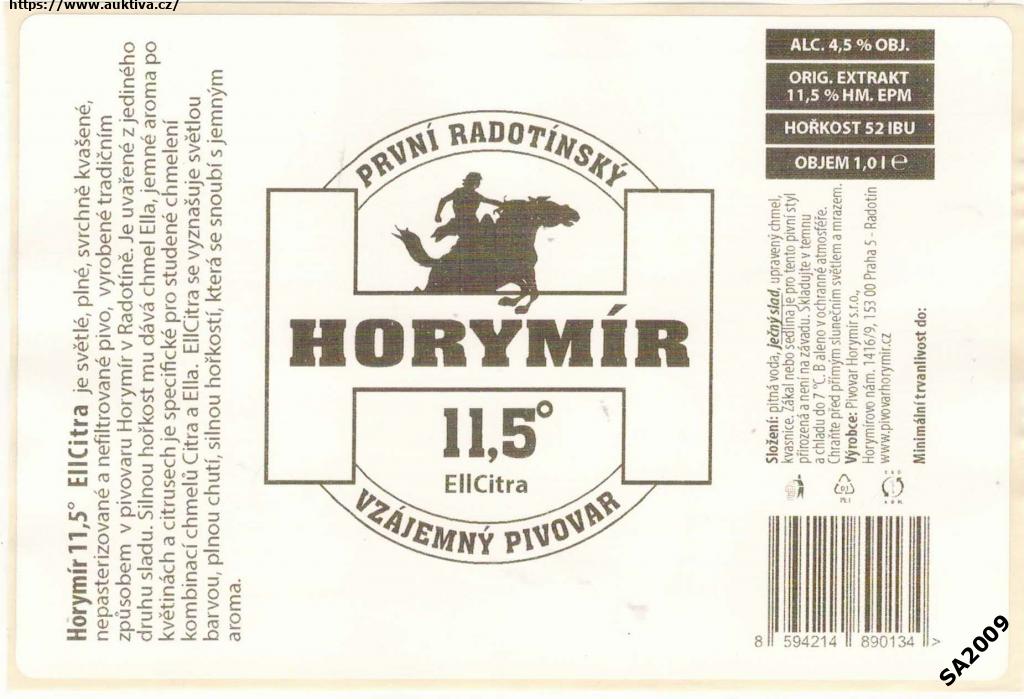 https://www.auktiva.cz/
Horymír 11,5° EllCitra je světlé, plné, svrchně kvašené,
nepasterizované a nefiltrované pivo, vyrobené tradičním
způsobem v pivovaru Horymír v Radotíně. Je uvařené z jediného
druhu sladu. Silnou hořkost mu dává chmel Ella, jemné aroma po
květinách a citrusech je specifické pro studené chmelení
kombinací chmelů Citra a Ella. EllCitra se vyznašuje světlou
barvou, plnou chutí, silnou hořkostí, která se snoubí s jemným
aroma.
PRVNÍ RADOTÍNSKÝ
HORYMÍR
11,5°
EllCitra
VZÁJEMNÝ PIVOVAR
ALC. 4,5 % OBJ.
ORIG. EXTRAKT
11,5 % HM. EPM
HOŘKOST 52 IBU
OBJEM 1,0 l ℮
Složení: pitná voda, ječný slad, upravený chmel,
kvasnice. Zákal nebo sedlina je pro tento pivní styl
přirozená a není na závadu. Skladujte v temnu
a chladu do 7 °C. B aleno v ochranné atmosféře.
Chraňte před přímým slunečním světlem a mrazem.
Výrobce: Pivovar Horymír s.r.o.,
Horymírovo nám. 1416/9, 153 00 Praha 5 - Radotín
www.pivovarhorymir.cz
Minimální trvanlivost do:
8 594214 890134 >
SA2009